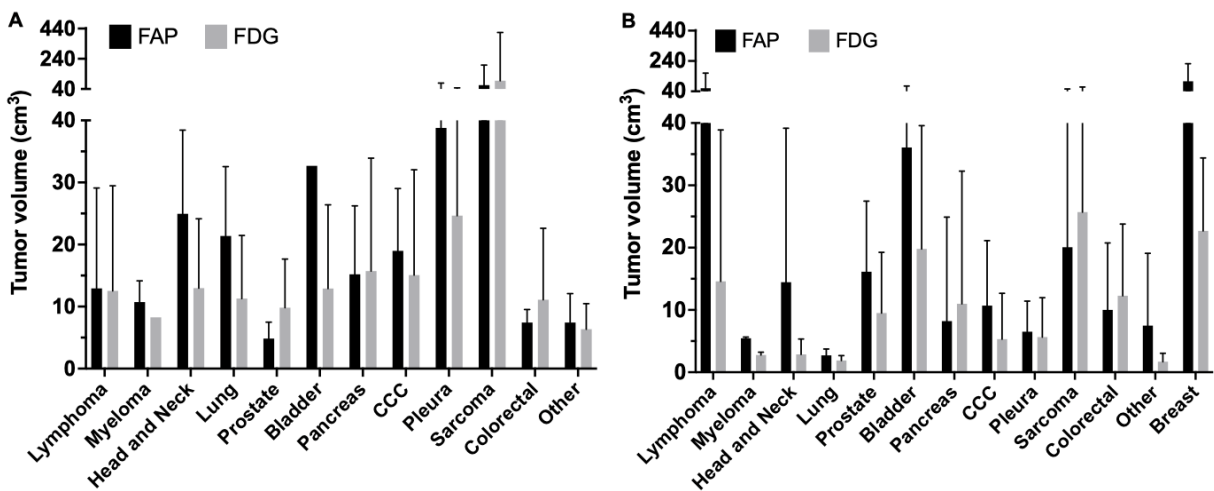 A
FAP
FDG
Tumor volume (cm³)
440
240
40
40
30
20
10
0
Lymphoma
Myeloma
Head and Neck
Lung
Prostate
Bladder
Pancreas
CCC
Pleura
Sarcoma
Colorectal
Other
B
FAP
FDG
Tumor volume (cm³)
440
240
40
40
30
20
10
0
Lymphoma
Myeloma
Head and Neck
Lung
Prostate
Bladder
Pancreas
CCC
Pleura
Sarcoma
Colorectal
Other
Breast